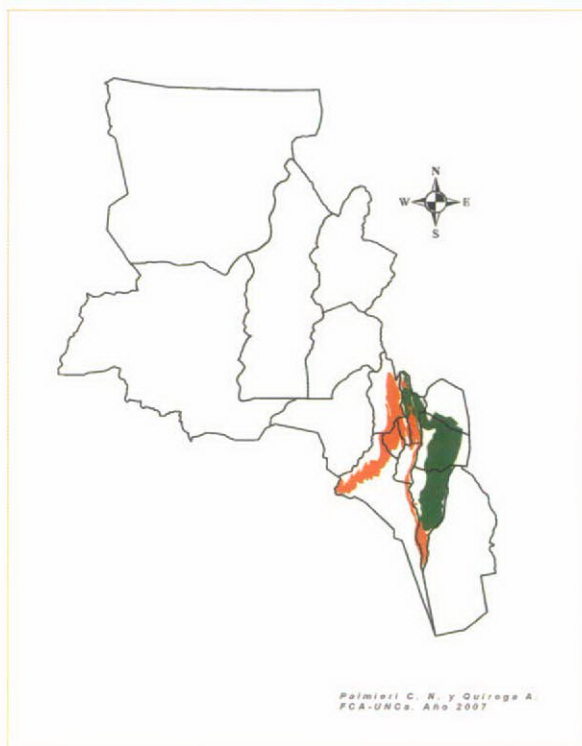 N
W E
S
Palmieri C. N. y Quiroga A.
FCA-UNCa. Año 2007